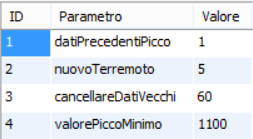 ID Parametro Valore
1 datiPrecedentiPicco 1
2 nuovoTerremoto 5
3 cancellareDatiVecchi 60
4 valorePiccoMinimo 1100